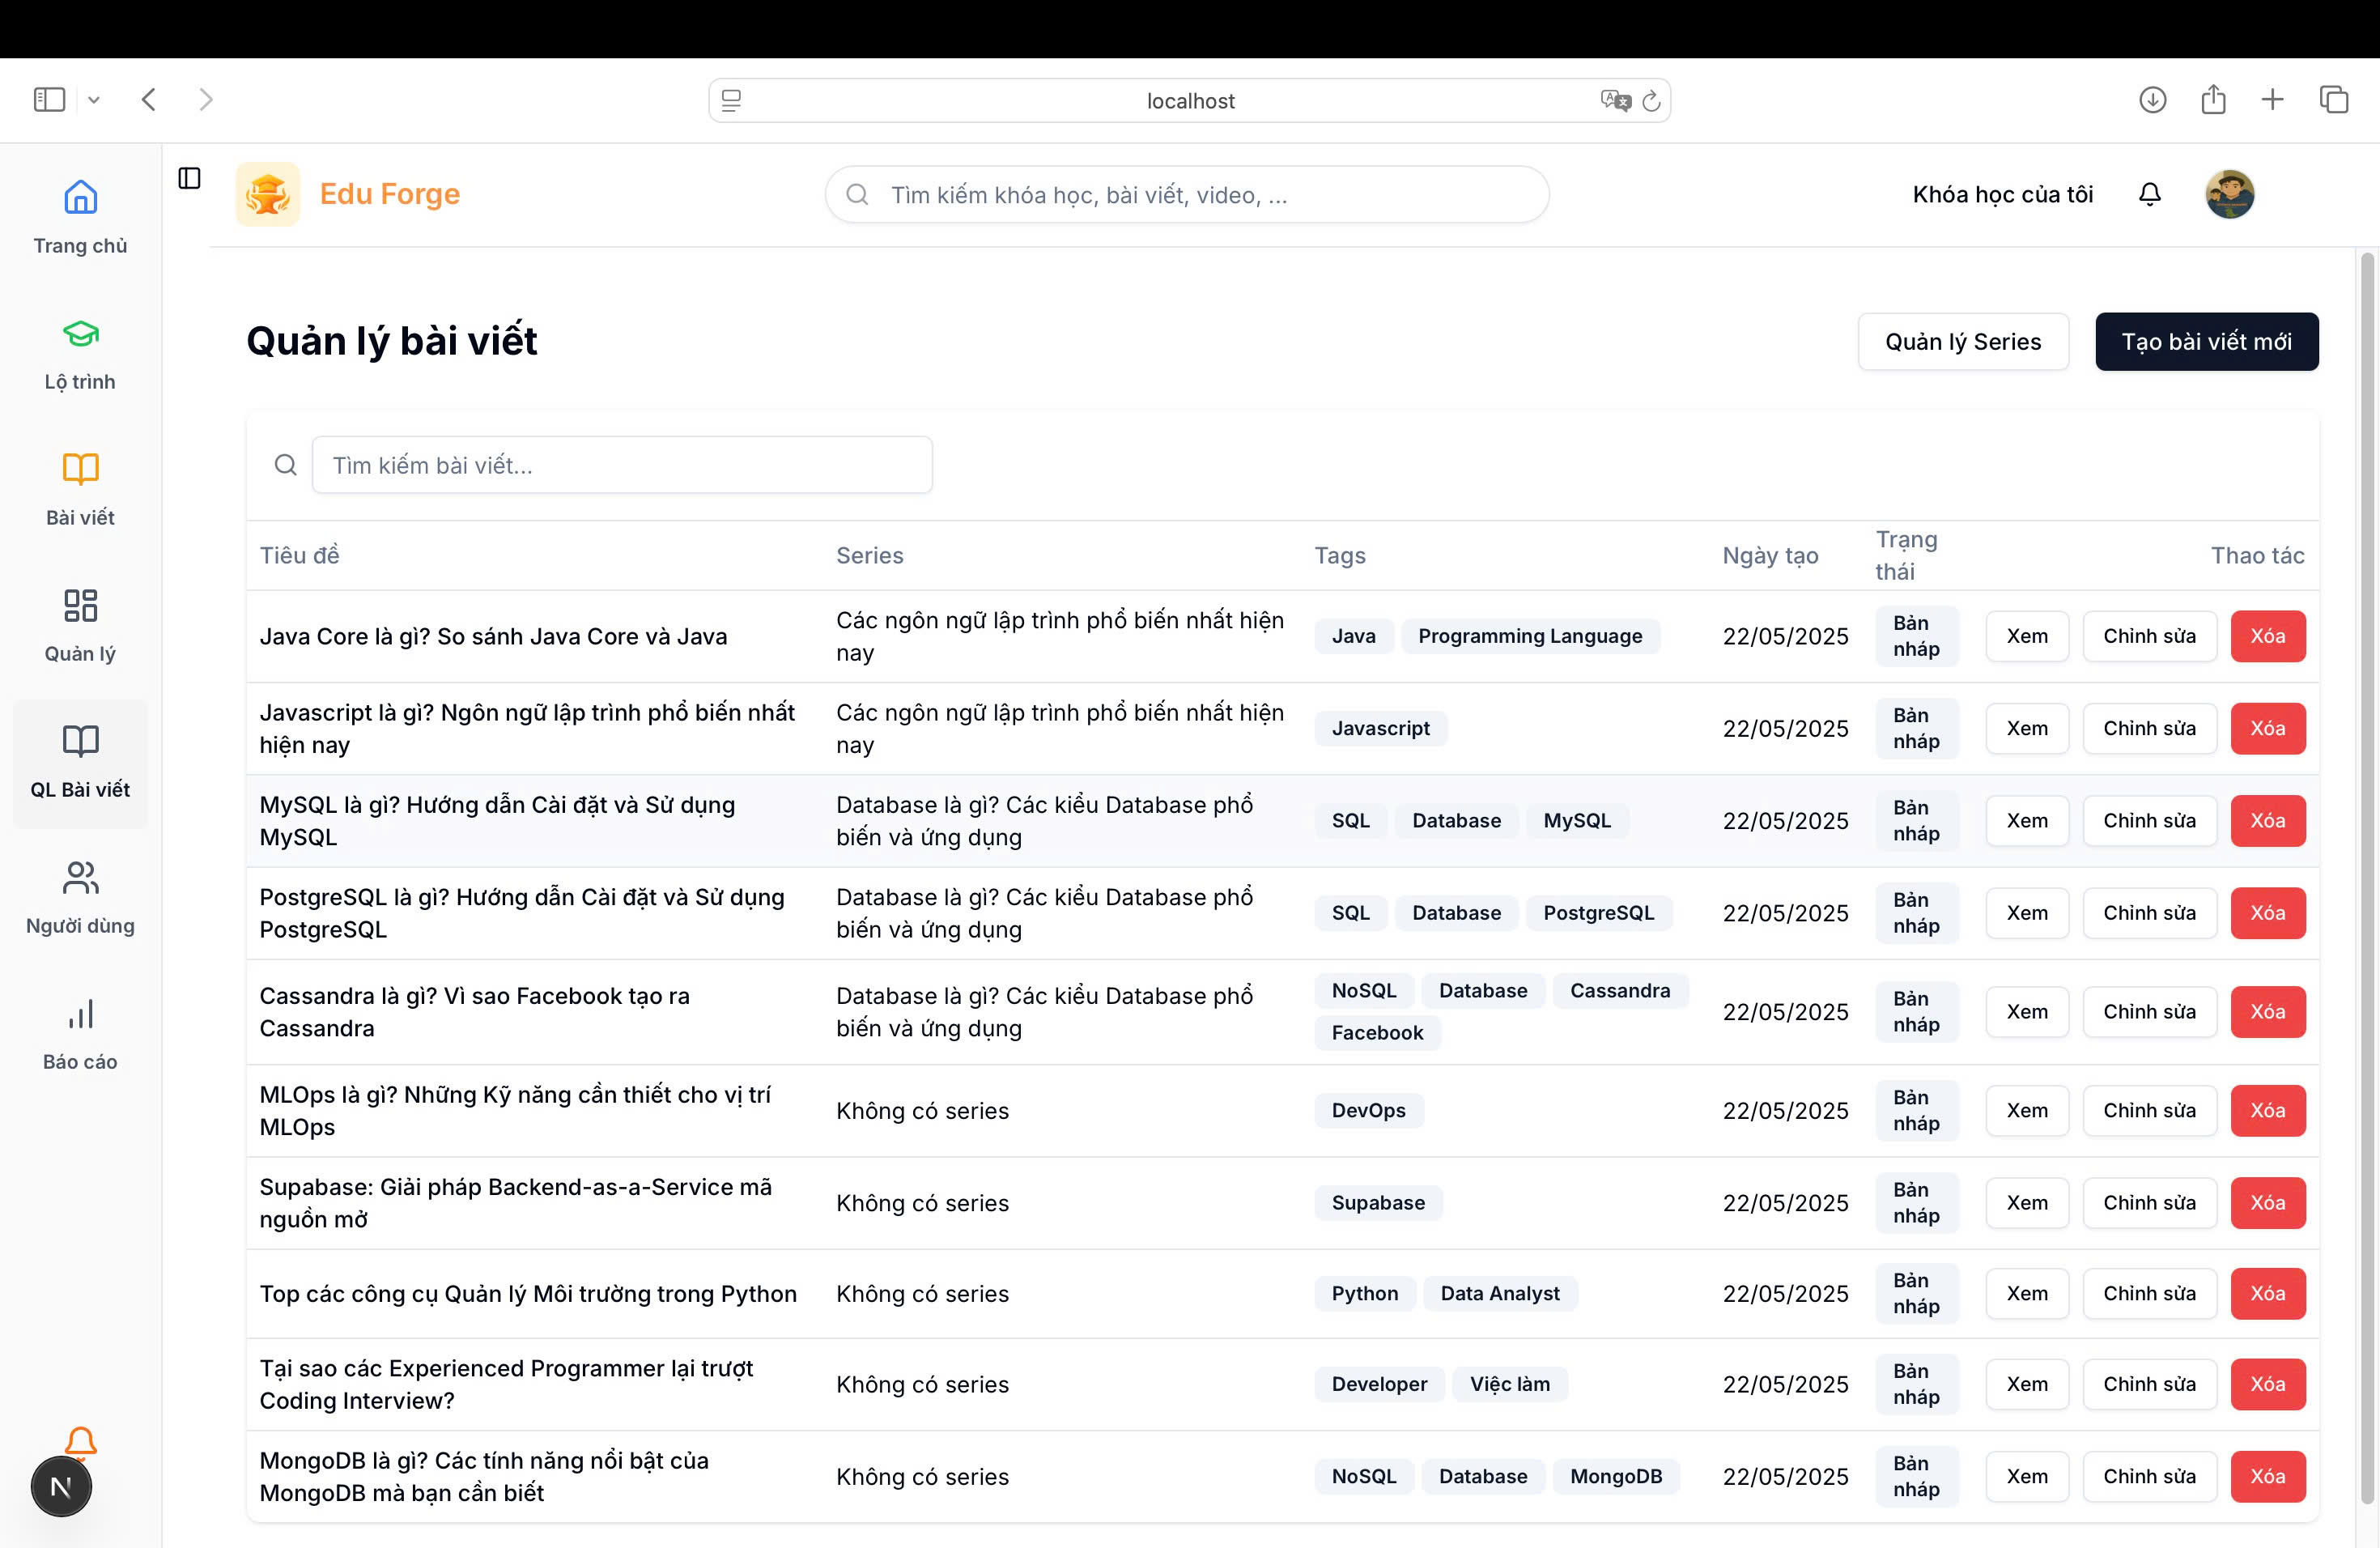 localhost
Trang chủ
Lộ trình
Bài viết
Quản lý
QL Bài viết
Người dùng
Báo cáo
N
Edu Forge
Tìm kiếm khóa học, bài viết, video, ...
Khóa học của tôi
Quản lý bài viết
Quản lý Series
Tạo bài viết mới
Tìm kiếm bài viết...
Tiêu đề
Series
Tags
Ngày tạo
Trạng
thái
Thao tác
Java Core là gì? So sánh Java Core và Java
Các ngôn ngữ lập trình phổ biến nhất hiện
nay
Java
Programming Language
22/05/2025
Bản
nháp
Xem
Chỉnh sửa
Xóa
Javascript là gì? Ngôn ngữ lập trình phổ biến nhất
hiện nay
Các ngôn ngữ lập trình phổ biến nhất hiện
nay
Javascript
22/05/2025
Bản
nháp
Xem
Chỉnh sửa
Xóa
MySQL là gì? Hướng dẫn Cài đặt và Sử dụng
MySQL
Database là gì? Các kiểu Database phổ
biến và ứng dụng
SQL
Database
MySQL
22/05/2025
Bản
nháp
Xem
Chỉnh sửa
Xóa
PostgreSQL là gì? Hướng dẫn Cài đặt và Sử dụng
PostgreSQL
Database là gì? Các kiểu Database phổ
biến và ứng dụng
SQL
Database
PostgreSQL
22/05/2025
Bản
nháp
Xem
Chỉnh sửa
Xóa
Cassandra là gì? Vì sao Facebook tạo ra
Cassandra
Database là gì? Các kiểu Database phổ
biến và ứng dụng
NoSQL
Database
Cassandra
Facebook
22/05/2025
Bản
nháp
Xem
Chỉnh sửa
Xóa
MLOps là gì? Những Kỹ năng cần thiết cho vị trí
MLOps
Không có series
DevOps
22/05/2025
Bản
nháp
Xem
Chỉnh sửa
Xóa
Supabase: Giải pháp Backend-as-a-Service mã
nguồn mở
Không có series
Supabase
22/05/2025
Bản
nháp
Xem
Chỉnh sửa
Xóa
Top các công cụ Quản lý Môi trường trong Python
Không có series
Python
Data Analyst
22/05/2025
Bản
nháp
Xem
Chỉnh sửa
Xóa
Tại sao các Experienced Programmer lại trượt
Coding Interview?
Không có series
Developer
Việc làm
22/05/2025
Bản
nháp
Xem
Chỉnh sửa
Xóa
MongoDB là gì? Các tính năng nổi bật của
MongoDB mà bạn cần biết
Không có series
NoSQL
Database
MongoDB
22/05/2025
Bản
nháp
Xem
Chỉnh sửa
Xóa